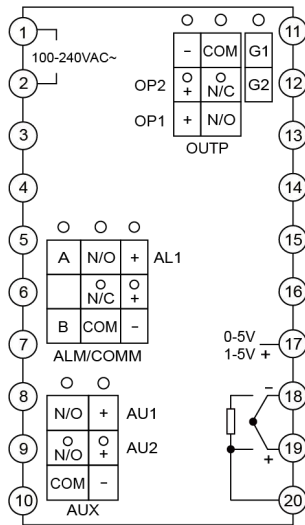 1
100-240VAC~
2
3
4
5
6
7
8
9
10
− COM G1
OP2 + N/C G2
OP1 + N/O
OUTP
A N/O + AL1
N/C +
B COM −
ALM/COMM
N/O + AU1
N/O + AU2
COM −
AUX
11
12
13
14
15
16
0-5V
1-5V + 17
− 18
+ 19
20